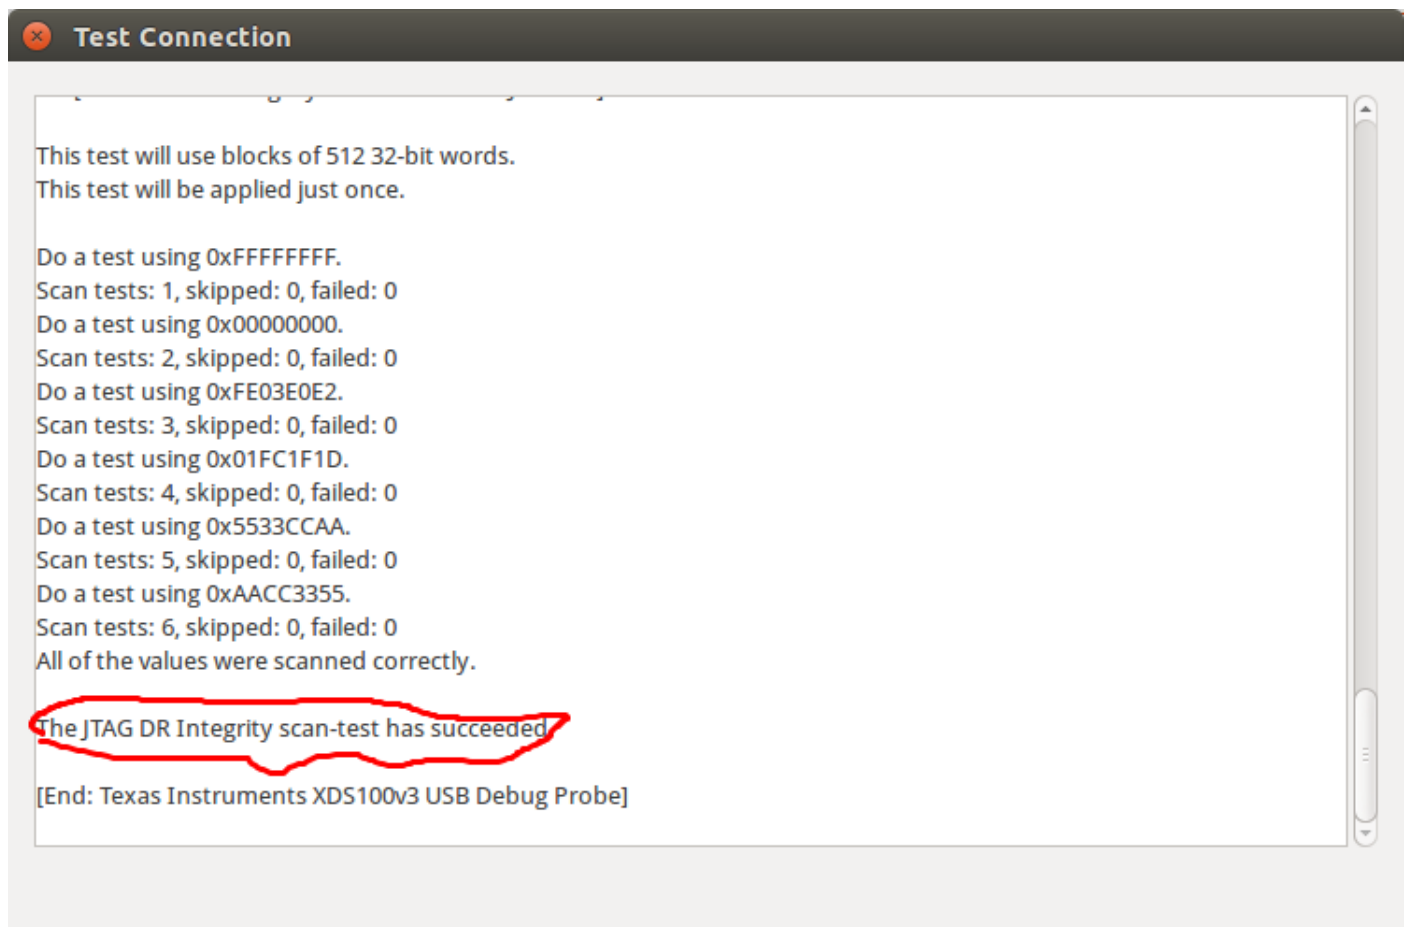 Test Connection
This test will use blocks of 512 32-bit words.
This test will be applied just once.
Do a test using 0xFFFFFFFF.
Scan tests: 1, skipped: 0, failed: 0
Do a test using 0x00000000.
Scan tests: 2, skipped: 0, failed: 0
Do a test using 0xFE03E0E2.
Scan tests: 3, skipped: 0, failed: 0
Do a test using 0x01FC1F1D.
Scan tests: 4, skipped: 0, failed: 0
Do a test using 0x5533CCAA.
Scan tests: 5, skipped: 0, failed: 0
Do a test using 0xAACC3355.
Scan tests: 6, skipped: 0, failed: 0
All of the values were scanned correctly.
The JTAG DR Integrity scan-test has succeeded
[End: Texas Instruments XDS100v3 USB Debug Probe]